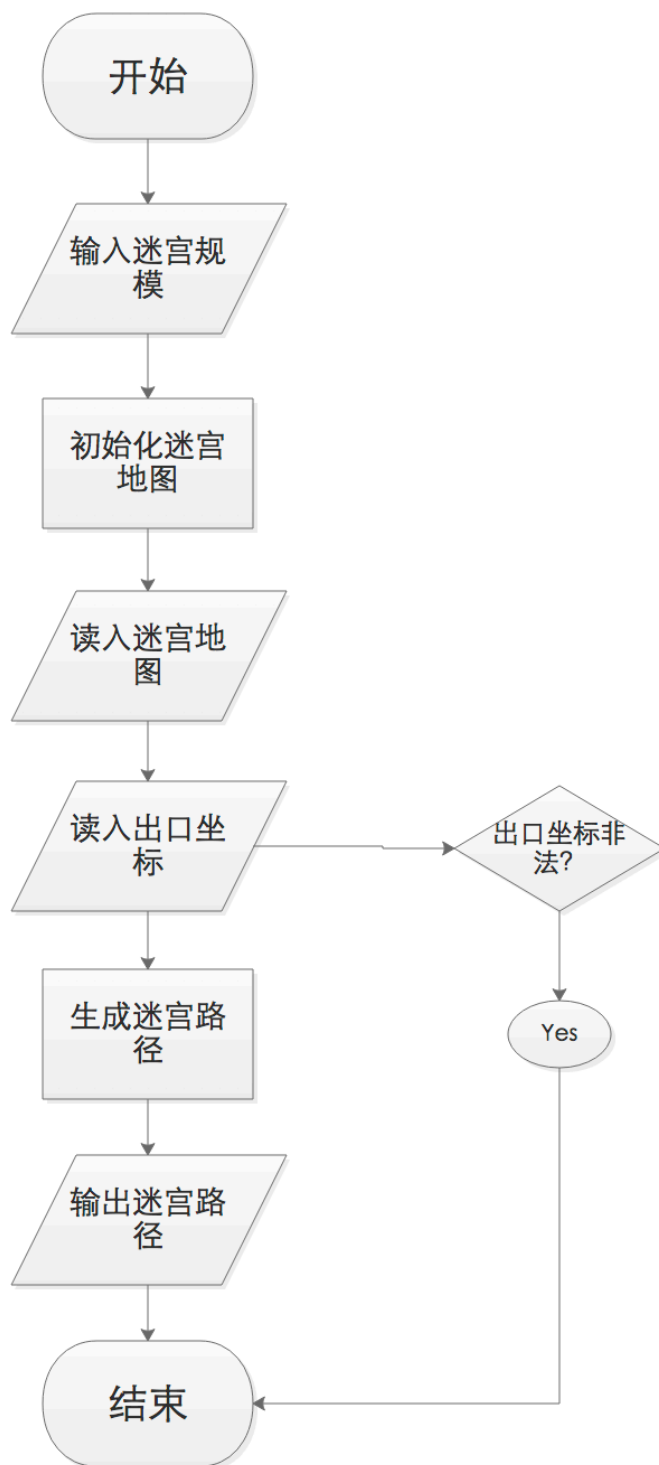 开始
输入迷宫规
模
初始化迷宫
地图
读入迷宫地
图
读入出口坐
标
出口坐标非
法?
生成迷宫路
径
Yes
输出迷宫路
径
结束